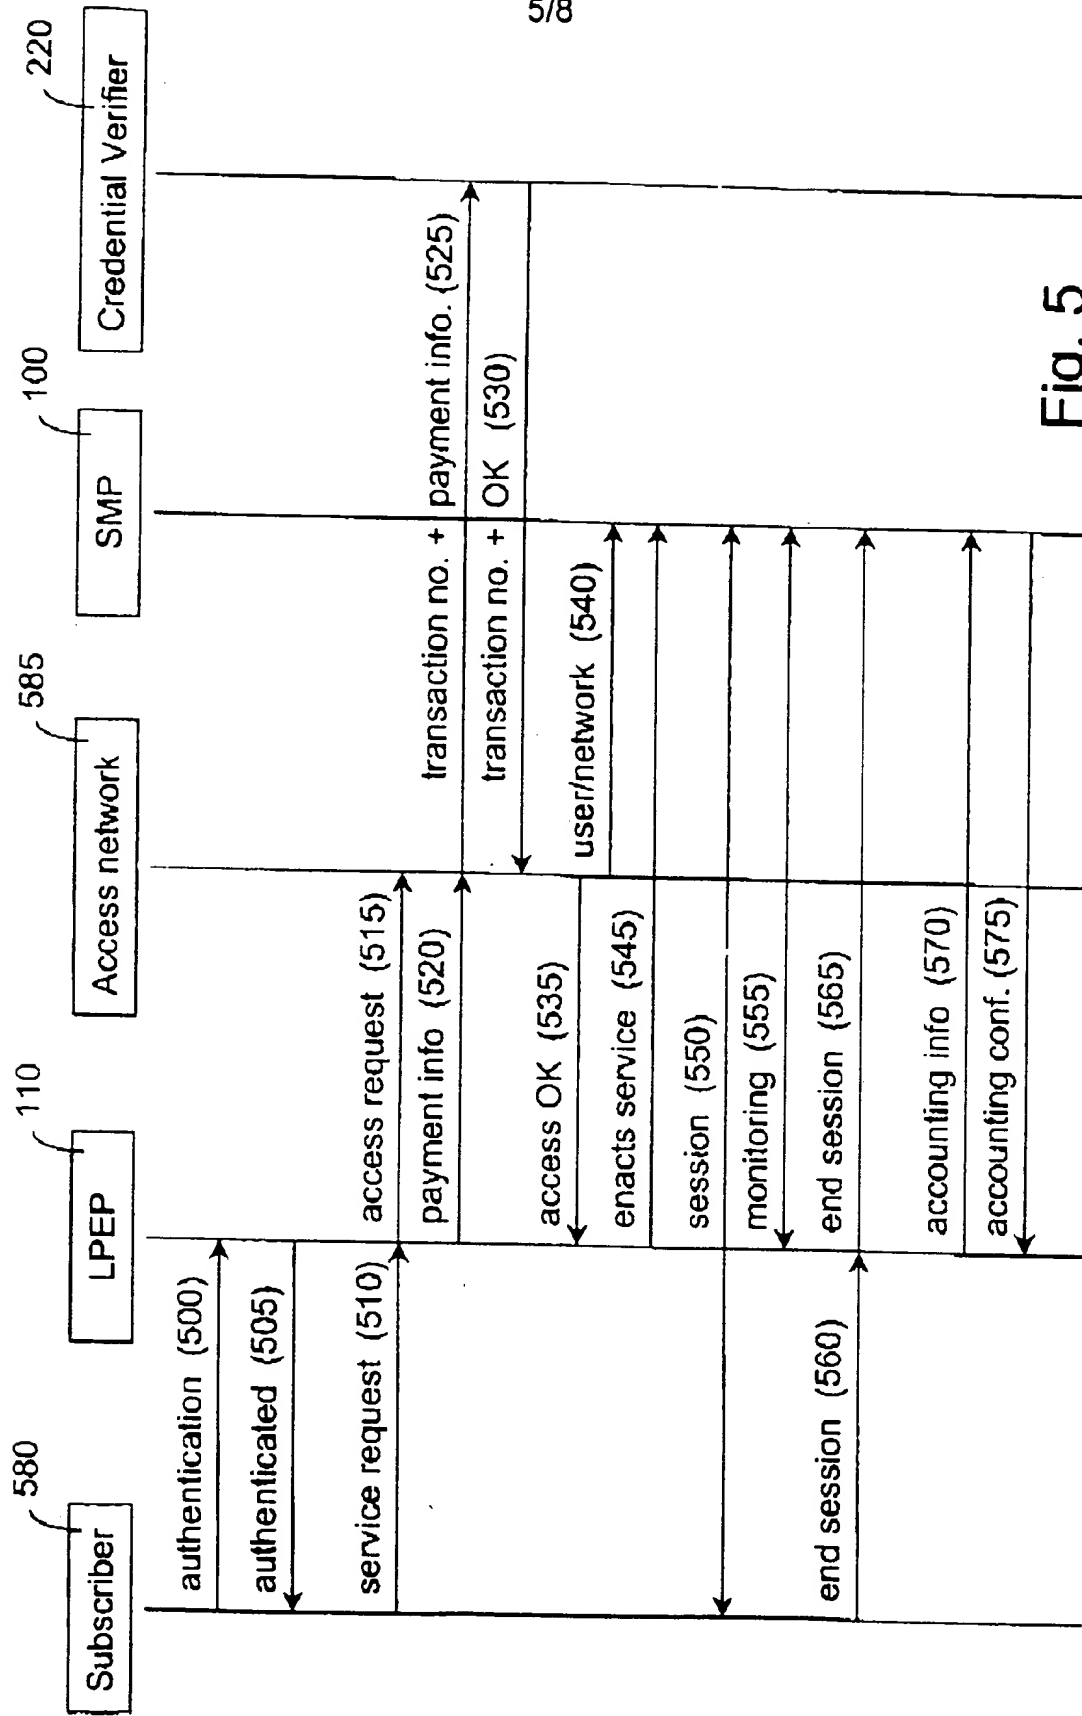 5/8
580
110
585
100
220
Subscriber
LPEP
Access network
SMP
Credential Verifier
authentication (500)
authenticated (505)
service request (510)
access request (515)
payment info (520)
transaction no. + payment info. (525)
transaction no. + OK (530)
access OK (535)
user/network (540)
enacts service (545)
session (550)
monitoring (555)
end session (560)
end session (565)
accounting info (570)
accounting conf. (575)
Fig. 5